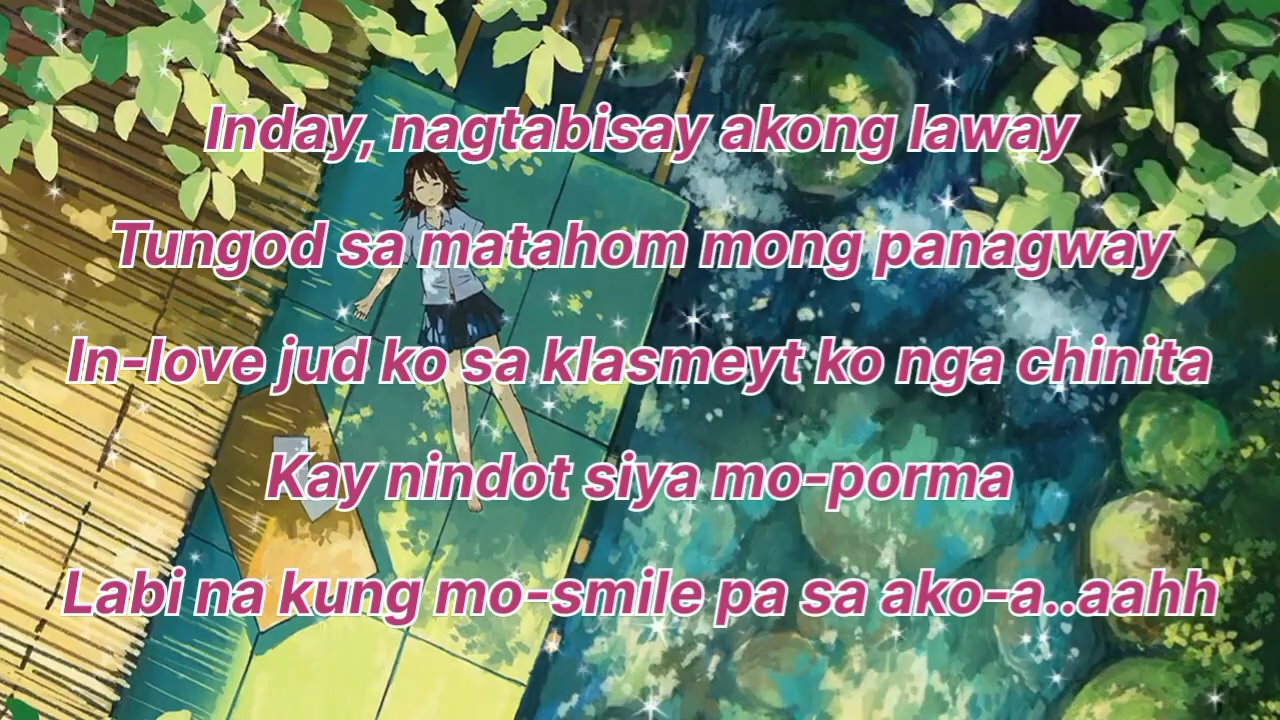 Inday, nagtabisay akong laway
Tungod sa matahom mong panagway
In-love jud ko sa klasmeyt ko nga chinita
Kay nindot siya mo-porma
Labi na kung mo-smile pa sa ako-a..aahh